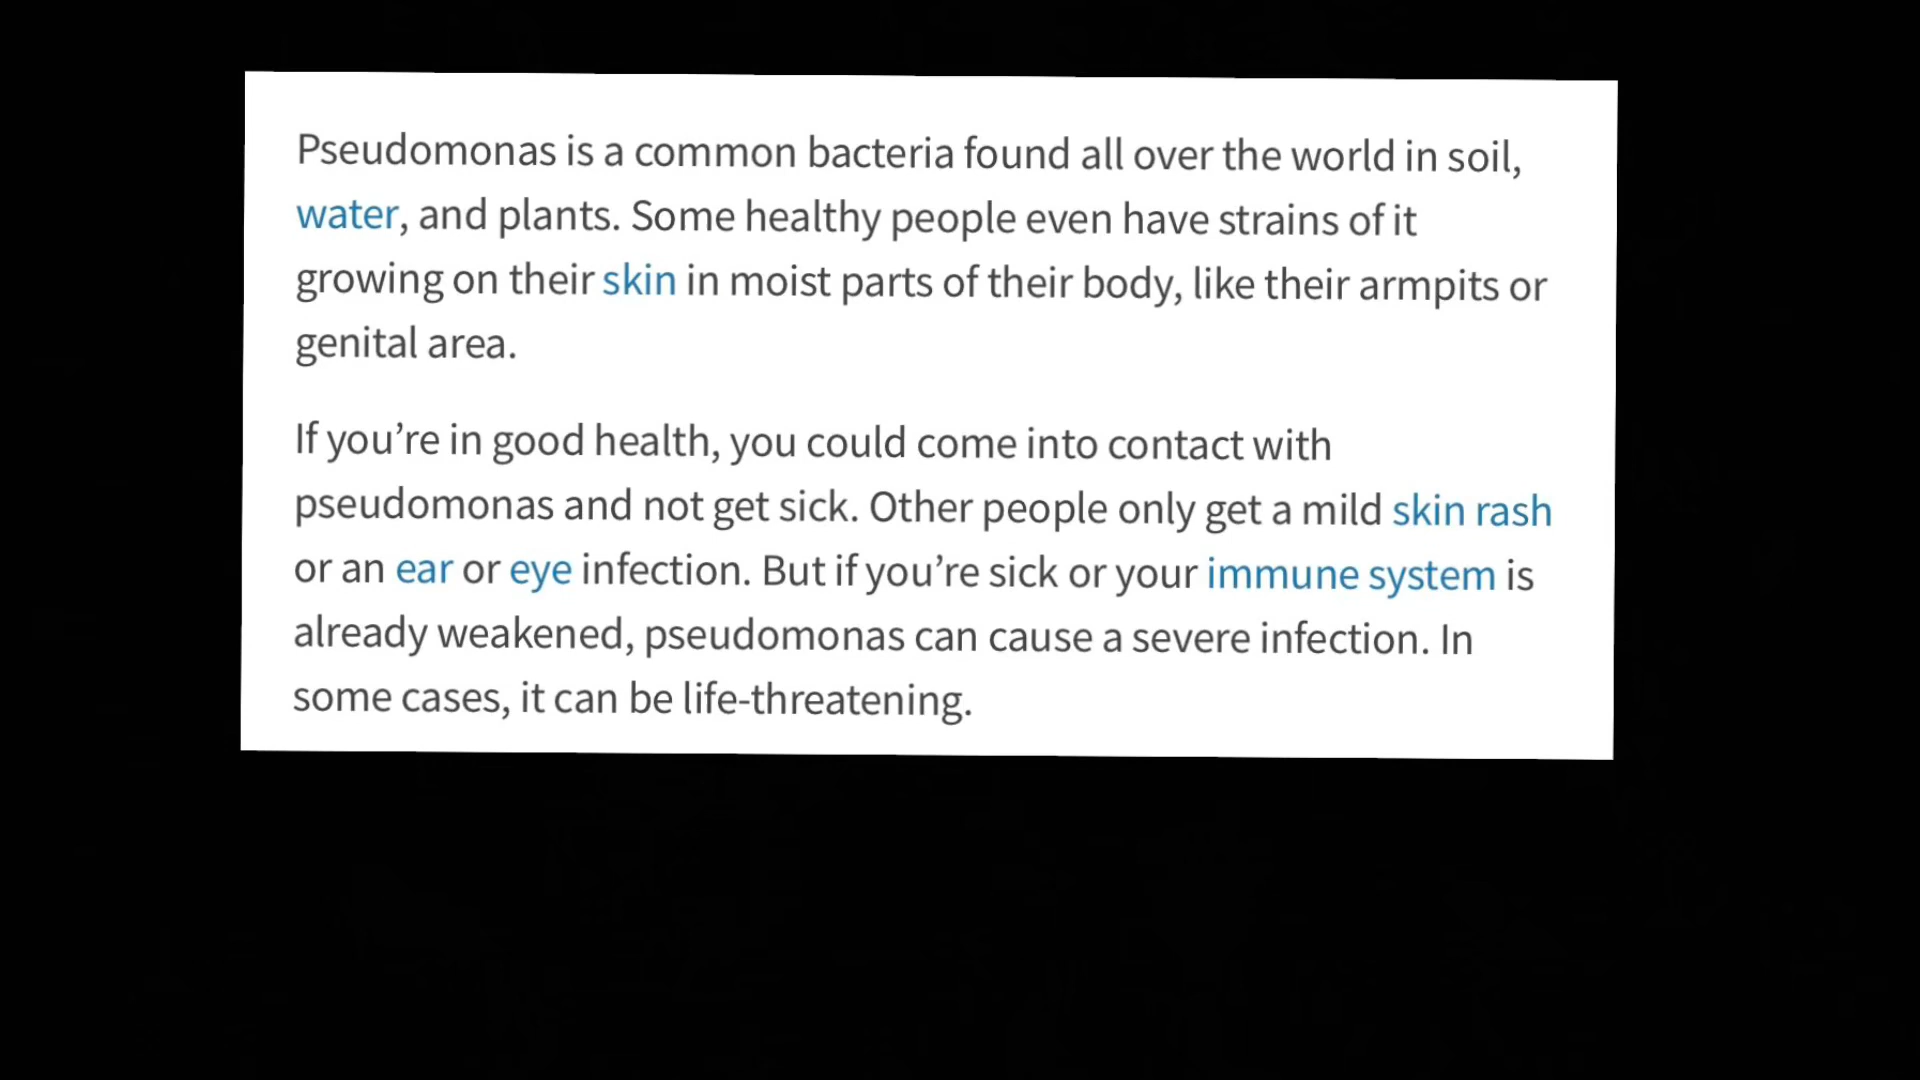 Pseudomonas is a common bacteria found all over the world in soil,
water, and plants. Some healthy people even have strains of it
growing on their skin in moist parts of their body, like their armpits or
genital area.
If you’re in good health, you could come into contact with
pseudomonas and not get sick. Other people only get a mild skin rash
or an ear or eye infection. But if you’re sick or your immune system is
already weakened, pseudomonas can cause a severe infection. In
some cases, it can be life-threatening.